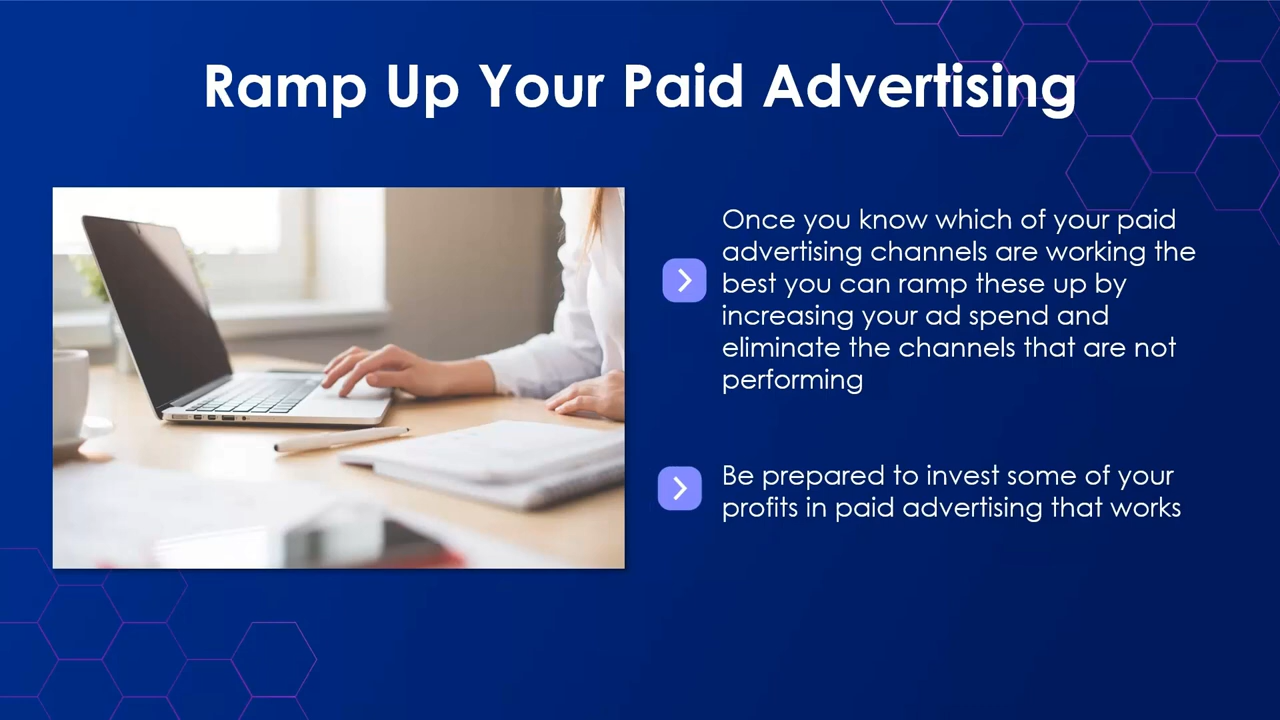 Ramp Up Your Paid Advertising
Once you know which of your paid
advertising channels are working the
best you can ramp these up by
increasing your ad spend and
eliminate the channels that are not
performing
Be prepared to invest some of your
profits in paid advertising that works